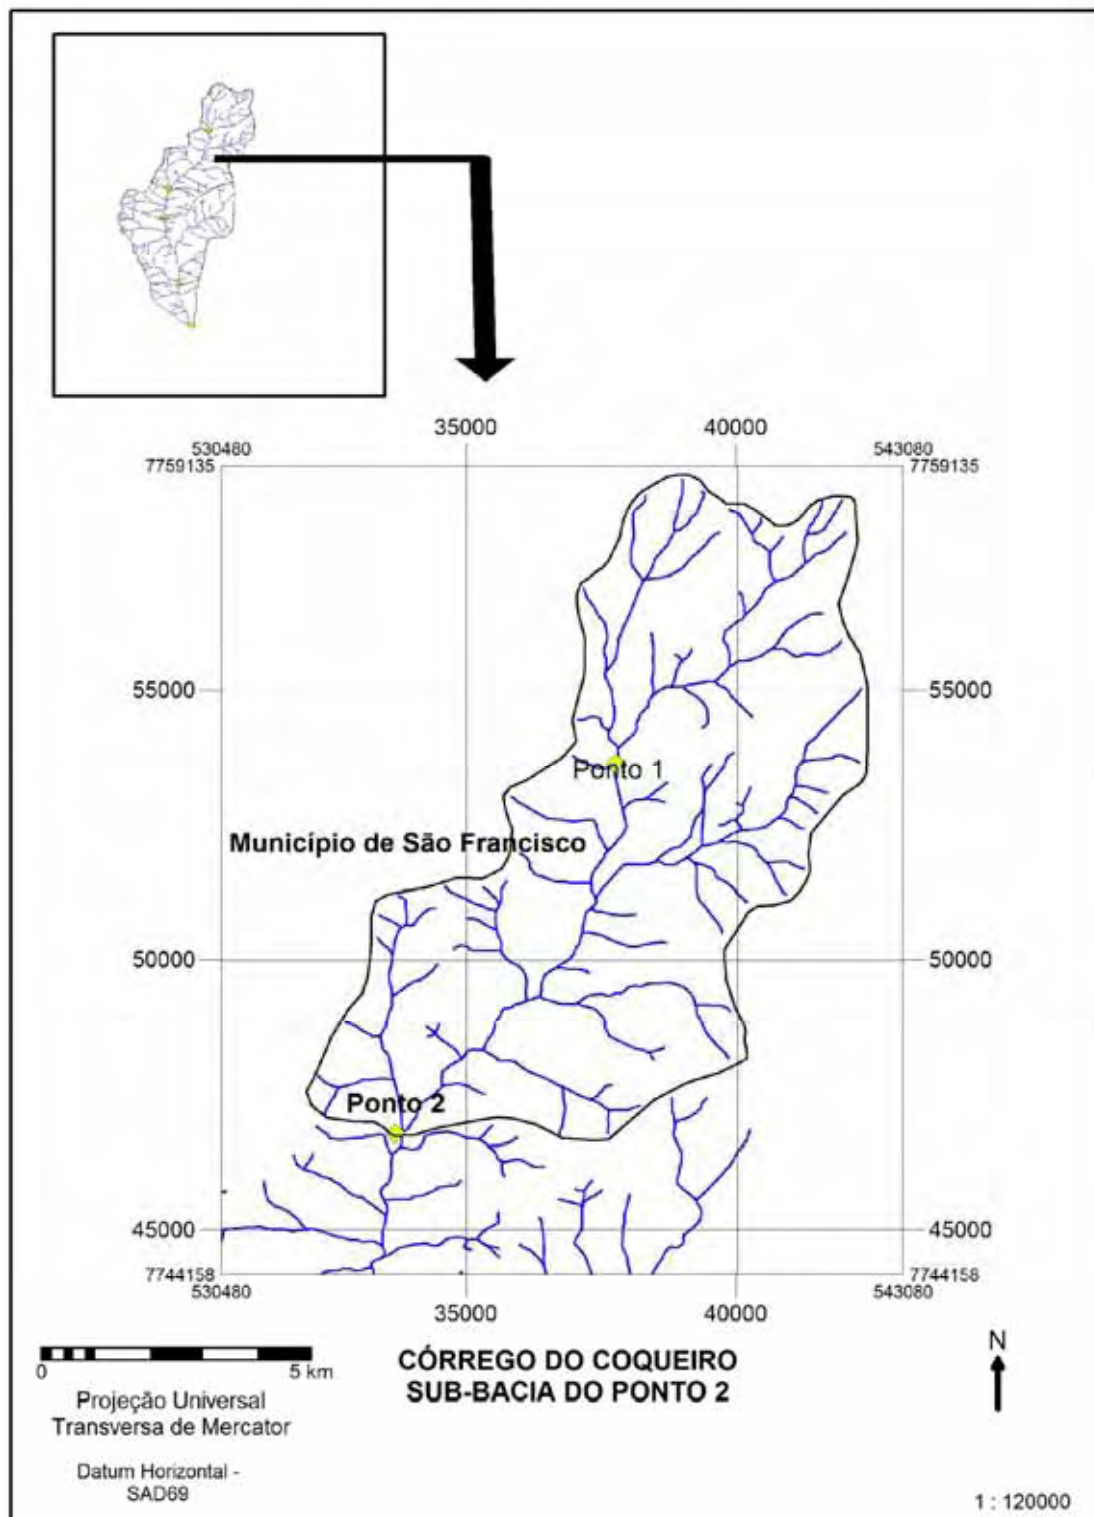 35000
40000
530480
543080
7759135
7759135
55000
55000
Ponto 1
Município de São Francisco
50000
50000
Ponto 2
45000
45000
7744158
7744158
530480
543080
35000
40000
0
5 km
CÓRREGO DO COQUEIRO
SUB-BACIA DO PONTO 2
N
Projeção Universal
Transversa de Mercator
Datum Horizontal -
SAD69
1 : 120000